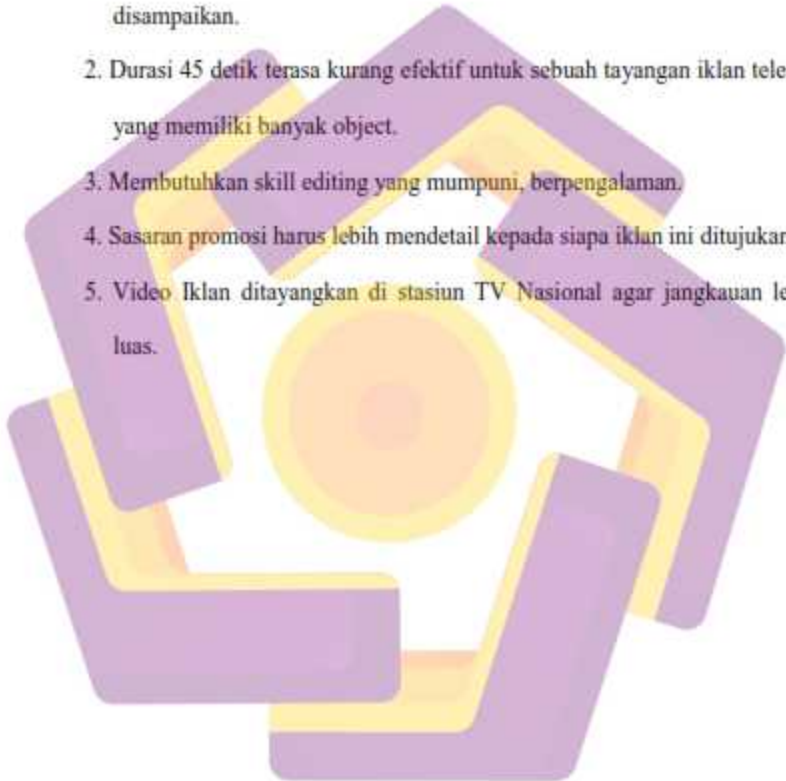 disampaikan.
2. Durasi 45 detik terasa kurang efektif untuk sebuah tayangan iklan tele
yang memiliki banyak object.
3. Membutuhkan skill editing yang mumpuni, berpengalaman.
4. Sasaran promosi harus lebih mendetail kepada siapa iklan ini ditujukan
5. Video Iklan ditayangkan di stasiun TV Nasional agar jangkauan le
luas.